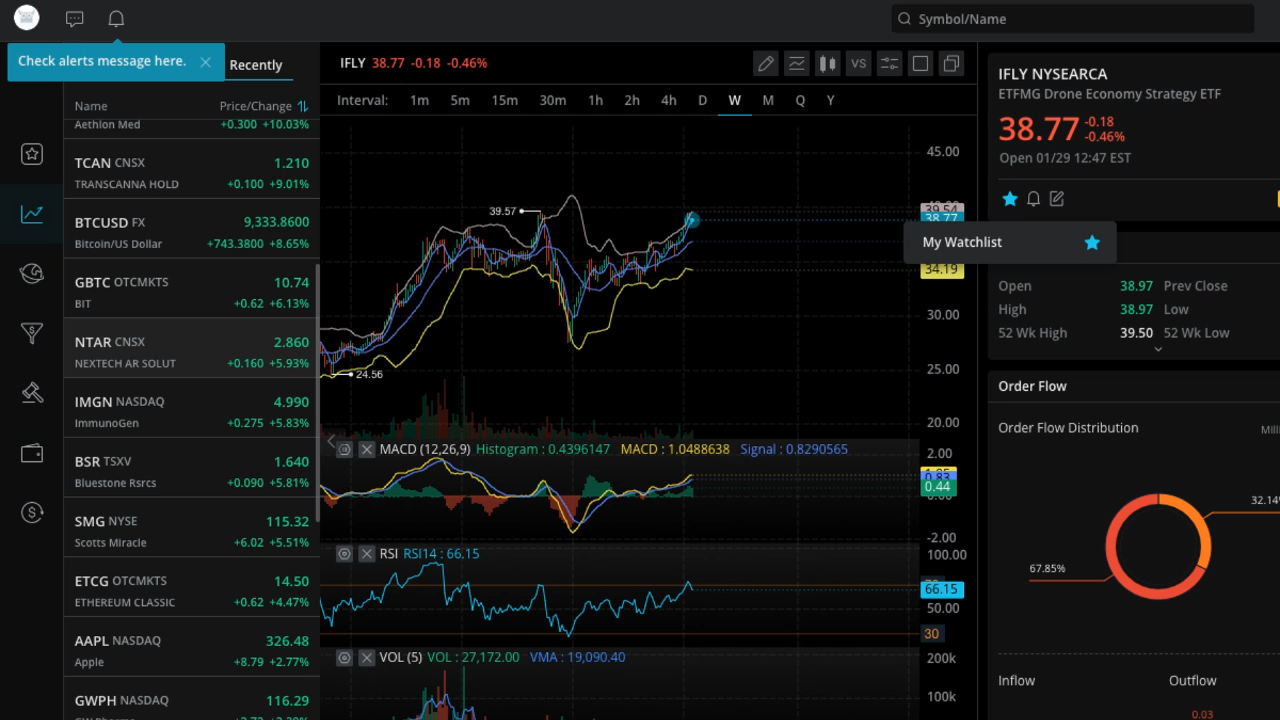 Symbol/Name
Check alerts message here.
Recently
Name Price/Change
Aethlon Med +0.300 +10.03%
TCAN CNSX 1.210
TRANSCANNA HOLD +0.100 +9.01%
BTCUSD FX 9,333.8600
Bitcoin/US Dollar +743.3800 +8.65%
GBTC OTCMKTS 10.74
BIT +0.62 +6.13%
NTAR CNSX 2.860
NEXTECH AR SOLUT +0.160 +5.93%
IMGN NASDAQ 4.990
ImmunoGen +0.275 +5.83%
BSR TSXV 1.640
Bluestone Rsrcs +0.090 +5.81%
SMG NYSE 115.32
Scotts Miracle +6.02 +5.51%
ETCG OTCMKTS 14.50
ETHEREUM CLASSIC +0.62 +4.47%
AAPL NASDAQ 326.48
Apple +8.79 +2.77%
GWPH NASDAQ 116.29
IFLY 38.77 -0.18 -0.46%
VS
Interval: 1m 5m 15m 30m 1h 2h 4h D W M Q Y
45.00
39.57
39.54
38.77
34.19
30.00
25.00
24.56
20.00
MACD (12,26,9) Histogram : 0.4396147 MACD : 1.0488638 Signal : 0.8290565
2.00
0.44
-2.00
RSI RSI14 : 66.15
100.00
66.15
50.00
30
VOL (5) VOL : 27,172.00 VMA : 19,090.40
200k
100k
IFLY NYSEARCA
ETFMG Drone Economy Strategy ETF
38.77 -0.18
-0.46%
Open 01/29 12:47 EST
My Watchlist
Open 38.97 Prev Close
High 38.97 Low
52 Wk High 39.50 52 Wk Low
Order Flow
Order Flow Distribution Milli
32.14
67.85%
Inflow Outflow
0.03